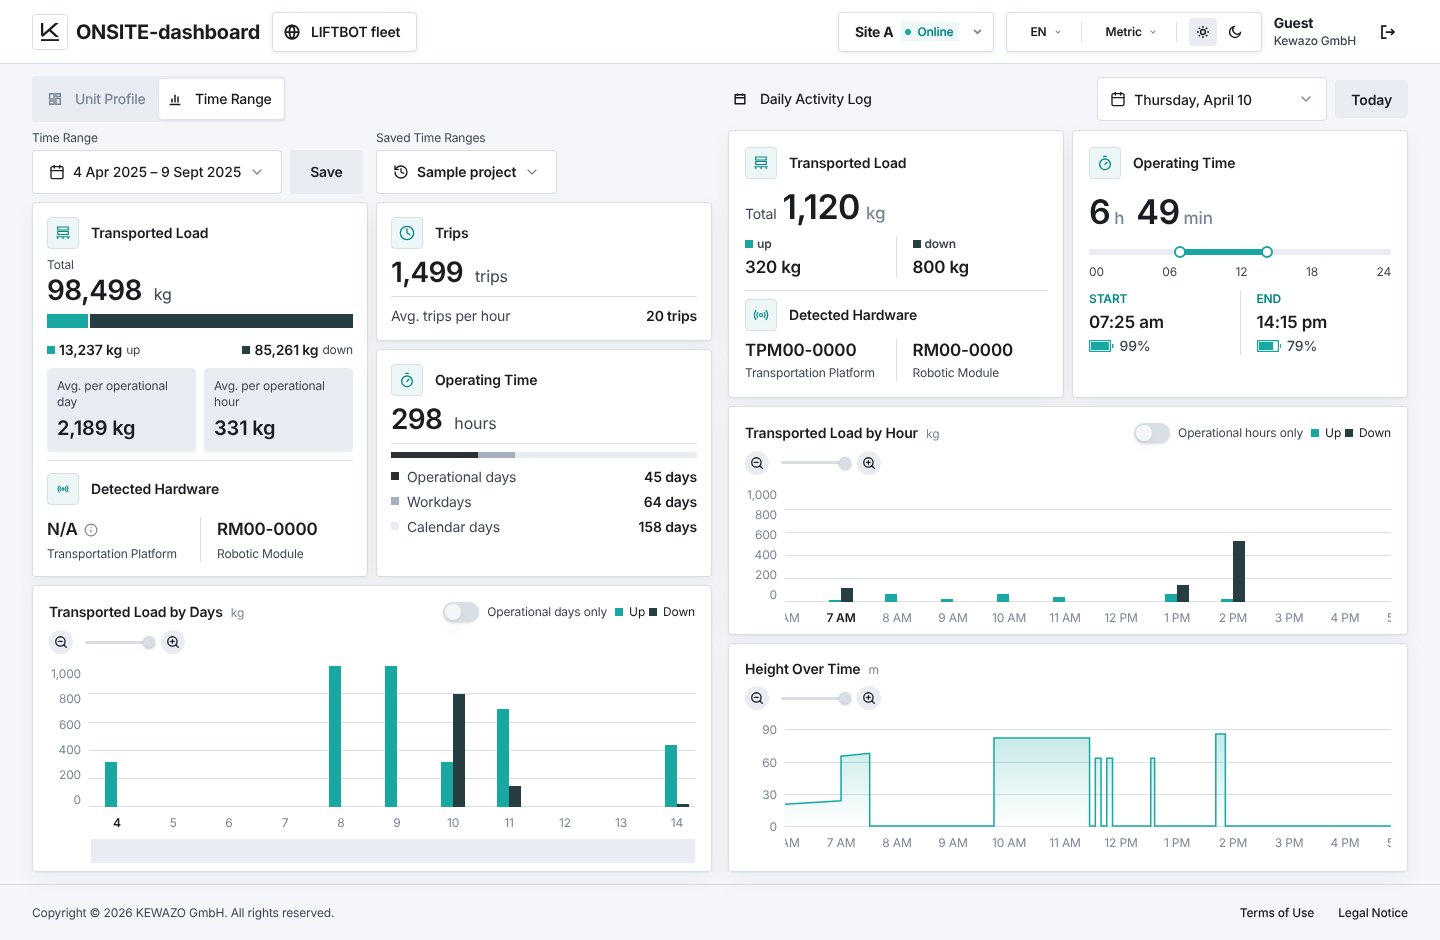 ONSITE-dashboard
LIFTBOT fleet
Site A
Online
EN
Metric
Guest
Kewazo GmbH
Unit Profile
Time Range
Time Range
Saved Time Ranges
4 Apr 2025 – 9 Sept 2025
Save
Sample project
Transported Load
Total
98,498 kg
13,237 kg up
85,261 kg down
Avg. per operational
day
2,189 kg
Avg. per operational
hour
331 kg
Detected Hardware
N/A
Transportation Platform
RM00-0000
Robotic Module
Trips
1,499 trips
Avg. trips per hour
20 trips
Operating Time
298 hours
Operational days
45 days
Workdays
64 days
Calendar days
158 days
Transported Load by Days kg
Operational days only
Up
Down
1,000
800
600
400
200
0
4 5 6 7 8 9 10 11 12 13 14
Daily Activity Log
Thursday, April 10
Today
Transported Load
Total 1,120 kg
up
320 kg
down
800 kg
Detected Hardware
TPM00-0000
Transportation Platform
RM00-0000
Robotic Module
Operating Time
6 h 49 min
00 06 12 18 24
START
07:25 am
99%
END
14:15 pm
79%
Transported Load by Hour kg
Operational hours only
Up
Down
1,000
800
600
400
200
0
AM 7 AM 8 AM 9 AM 10 AM 11 AM 12 PM 1 PM 2 PM 3 PM 4 PM 5
Height Over Time m
90
60
30
0
AM 7 AM 8 AM 9 AM 10 AM 11 AM 12 PM 1 PM 2 PM 3 PM 4 PM 5
Copyright © 2026 KEWAZO GmbH. All rights reserved.
Terms of Use
Legal Notice